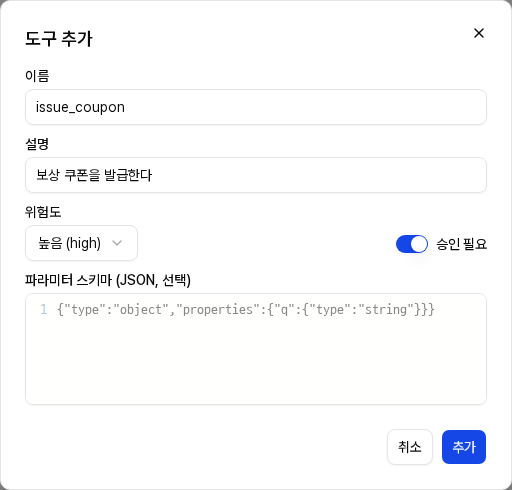 도구 추가
이름
issue_coupon
설명
보상 쿠폰을 발급한다
위험도
높음 (high)
승인 필요
파라미터 스키마 (JSON, 선택)
1 {"type":"object","properties":{"q":{"type":"string"}}}
취소
추가